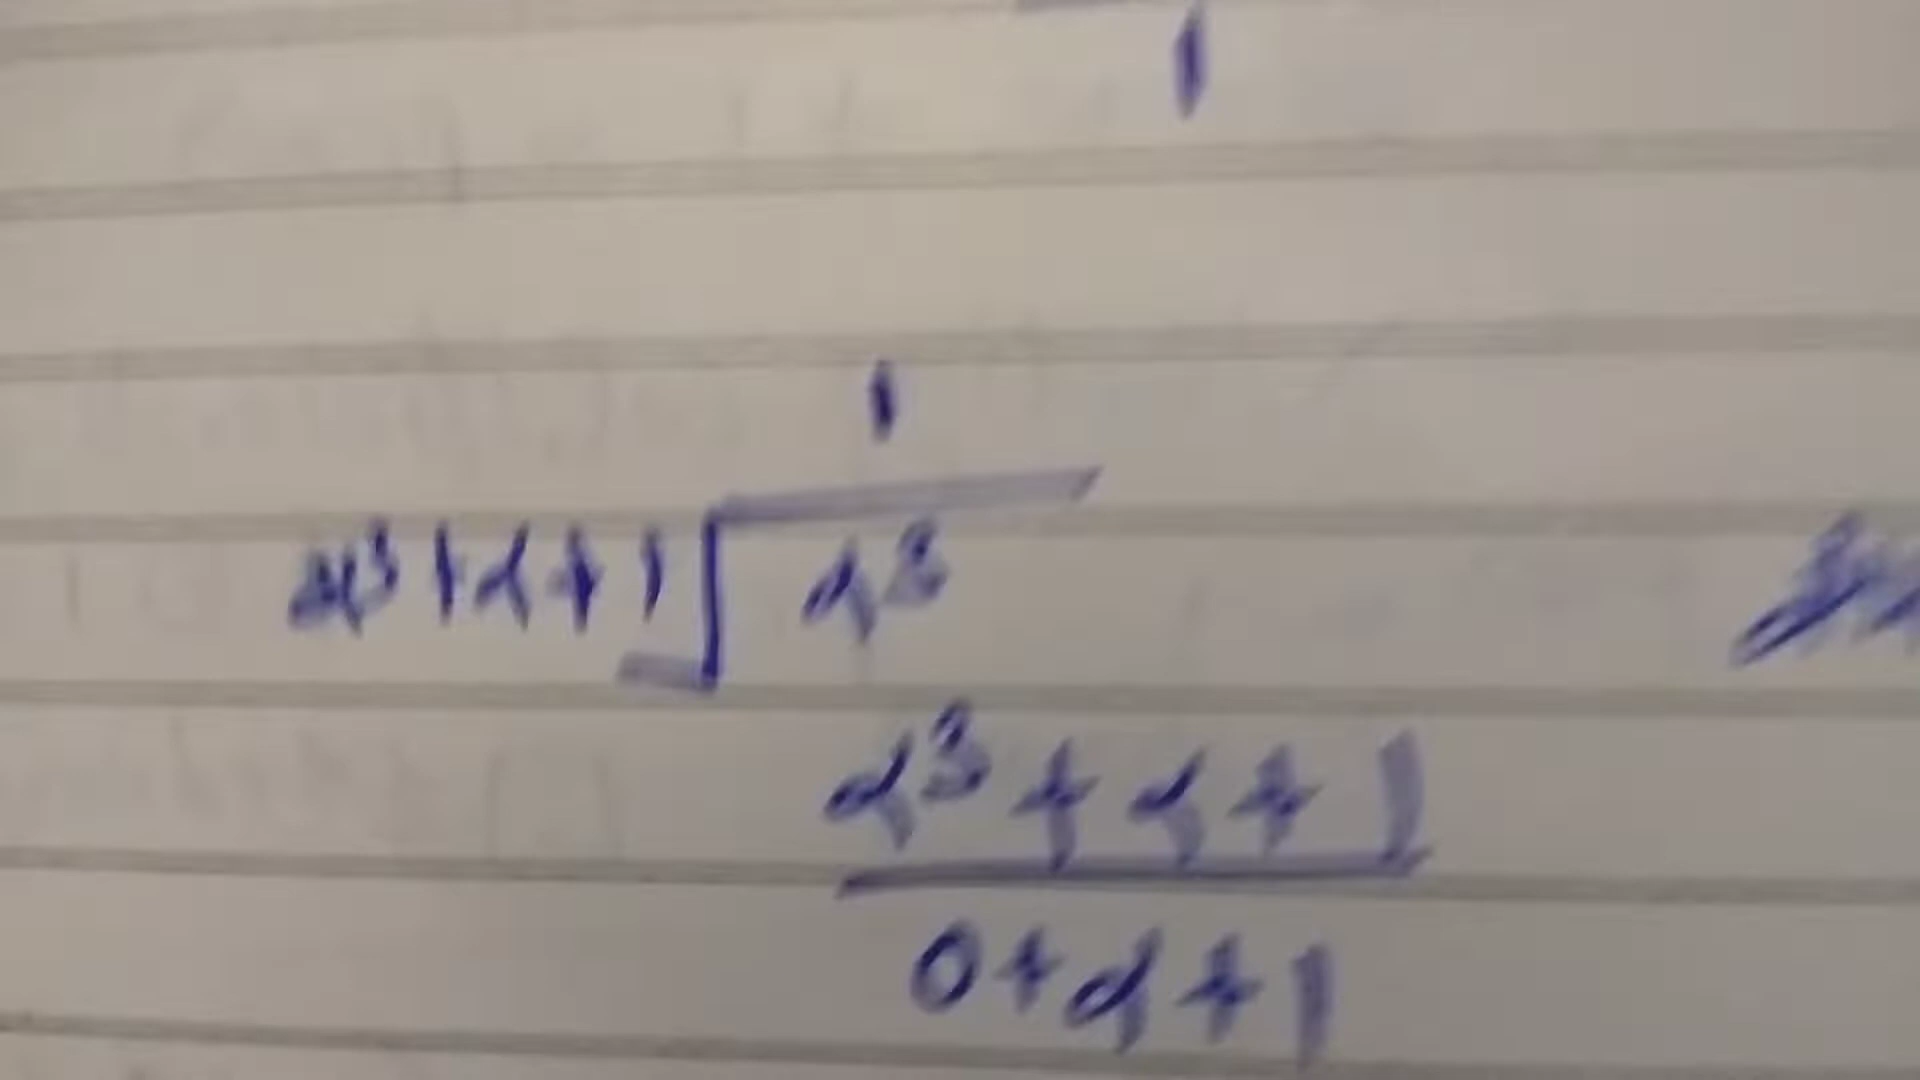 1
1
α³+α+1 √ α³
α³ + α + 1
0 + α + 1